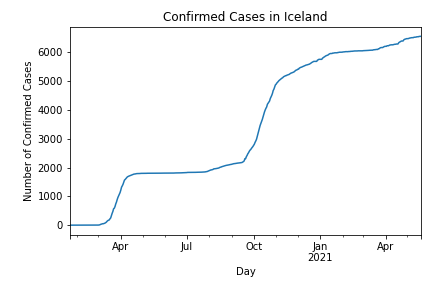 Confirmed Cases in Iceland
Number of Confirmed Cases
6000
5000
4000
3000
2000
1000
0
Apr Jul Oct Jan Apr
2021
Day